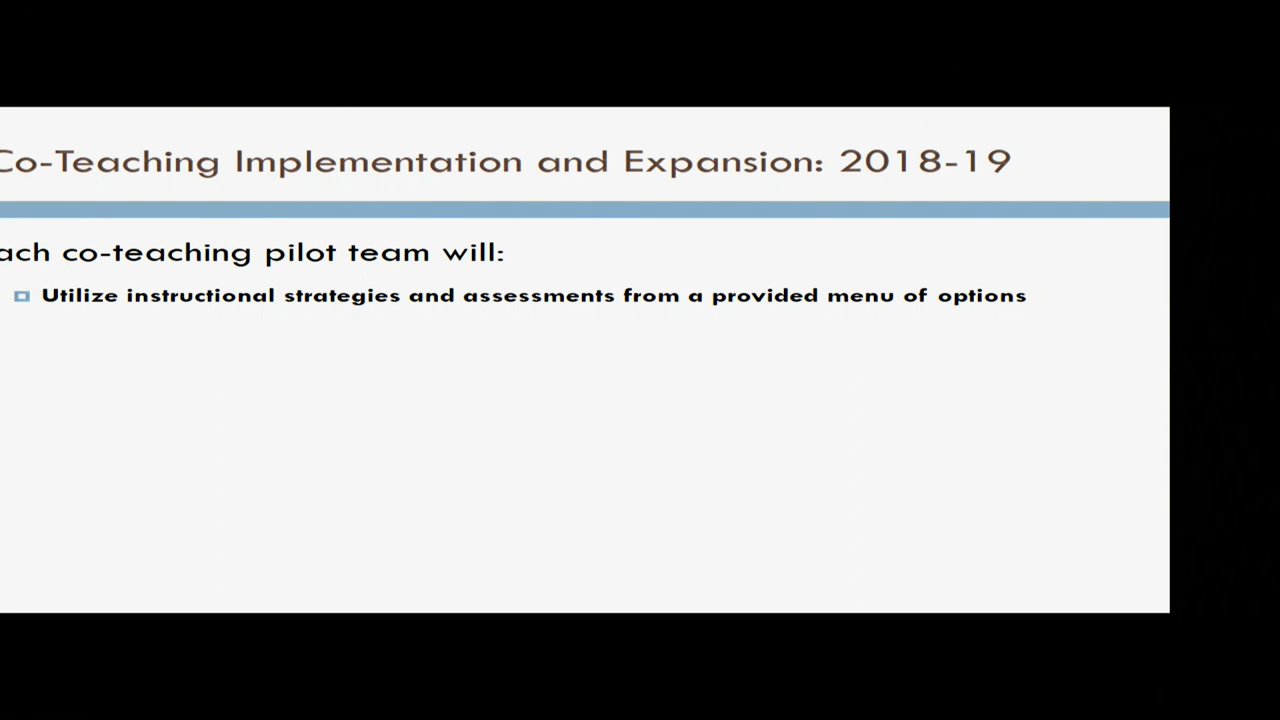 Co-Teaching Implementation and Expansion: 2018-19
ach co-teaching pilot team will:
Utilize instructional strategies and assessments from a provided menu of options